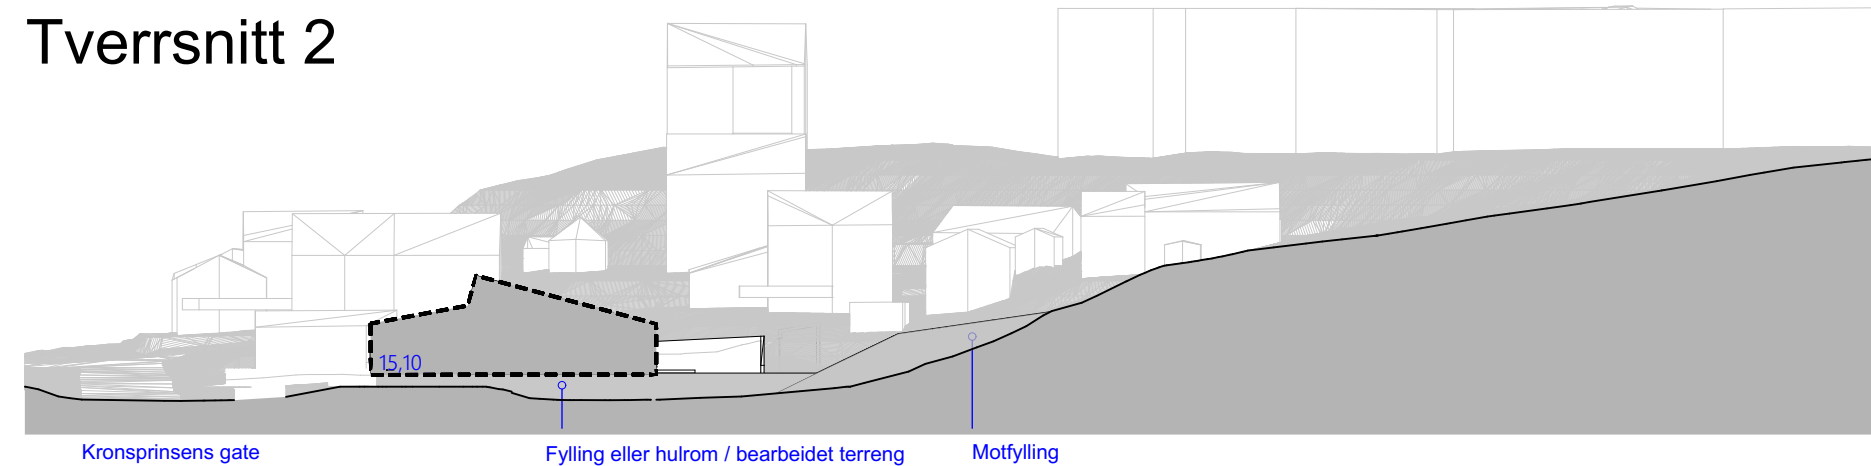 Tverrsnitt 2
15,10
Kronsprinsens gate
Fylling eller hulrom / bearbeidet terreng
Motfylling